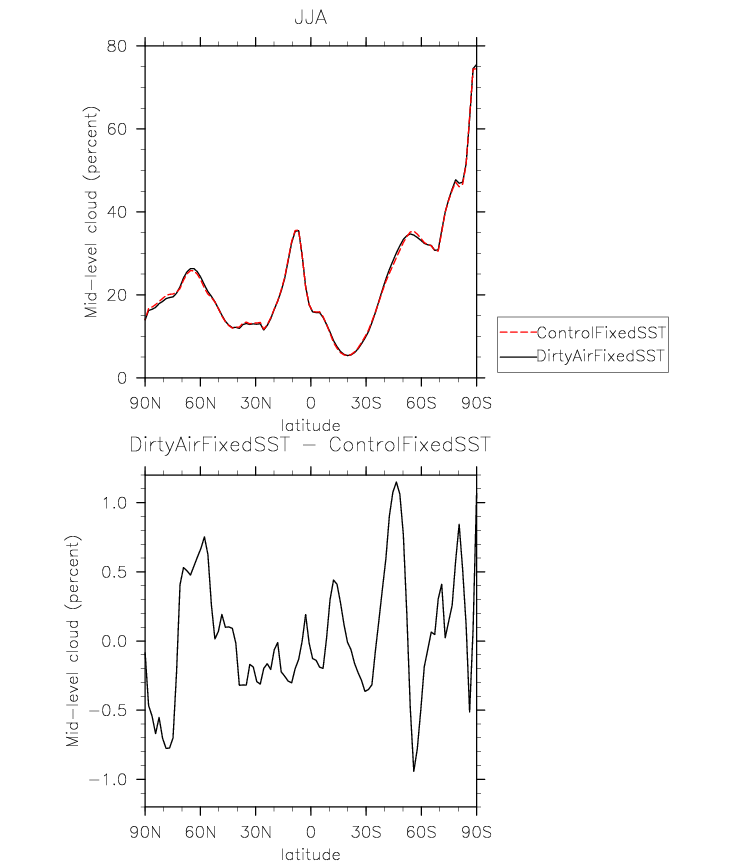 JJA
80
60
40
20
0
Mid-level cloud (percent)
90N 60N 30N 0 30S 60S 90S
latitude
ControlFixedSST
DirtyAirFixedSST
DirtyAirFixedSST - ControlFixedSST
1.0
0.5
0.0
-0.5
-1.0
Mid-level cloud (percent)
90N 60N 30N 0 30S 60S 90S
latitude